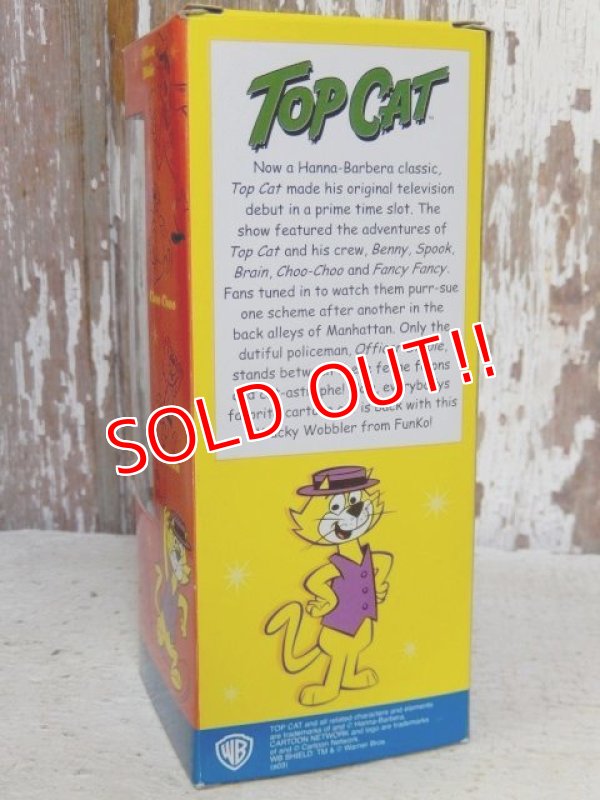 TOP CAT
Now a Hanna-Barbera classic,
Top Cat made his original television
debut in a prime time slot. The
show featured the adventures of
Top Cat and his crew, Benny, Spook,
Brain, Choo-Choo and Fancy Fancy.
Fans tuned in to watch them purr-sue
one scheme after another in the
back alleys of Manhattan. Only the
dutiful policeman,
stands
everybody's
is back with this
Wobbler from FunKo!
SOLD OUT!!
Choo-Choo
WB
TOP CAT and all related characters and elements
are trademarks of and © Hanna-Barbera.
CARTOON NETWORK and logo are trademarks
of and © Cartoon Network.
WB SHIELD: TM & © Warner Bros.